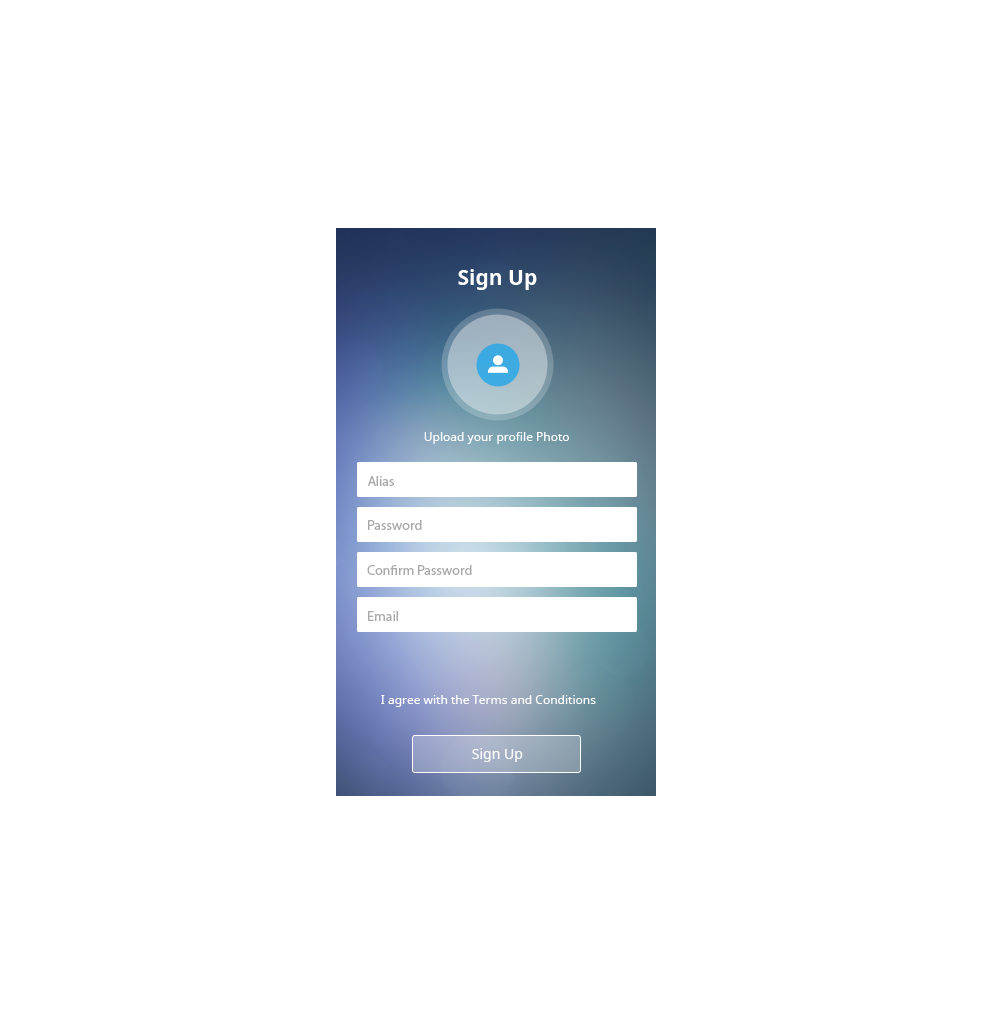 Sign Up
Upload your profile Photo
Alias
Password
Confirm Password
Email
I agree with the Terms and Conditions
Sign Up